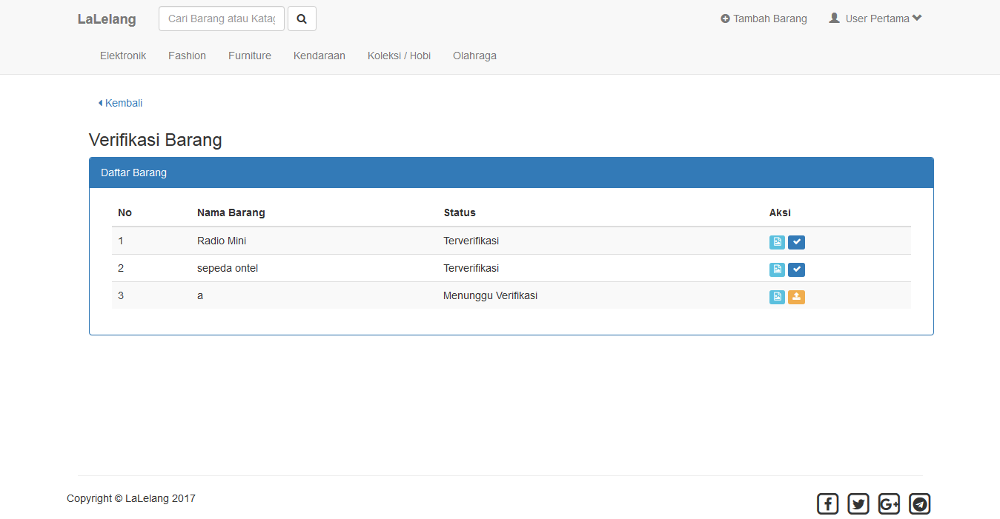 LaLelang Cari Barang atau Katag Tambah Barang User Pertama
Elektronik Fashion Furniture Kendaraan Koleksi / Hobi Olahraga
Kembali
Verifikasi Barang
Daftar Barang
No Nama Barang Status Aksi
1 Radio Mini Terverifikasi
2 sepeda ontel Terverifikasi
3 a Menunggu Verifikasi
Copyright © LaLelang 2017